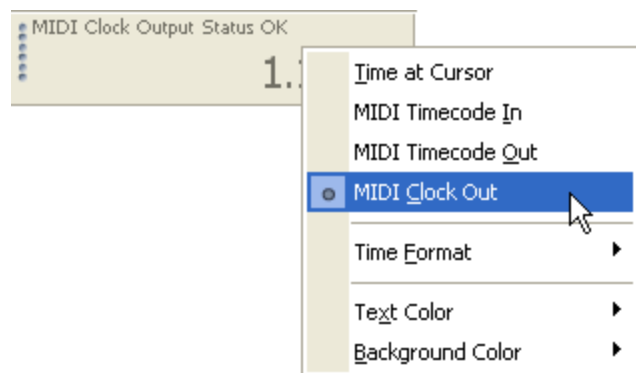 MIDI Clock Output Status OK
1.
Time at Cursor
MIDI Timecode In
MIDI Timecode Out
MIDI Clock Out
Time Format
Text Color
Background Color